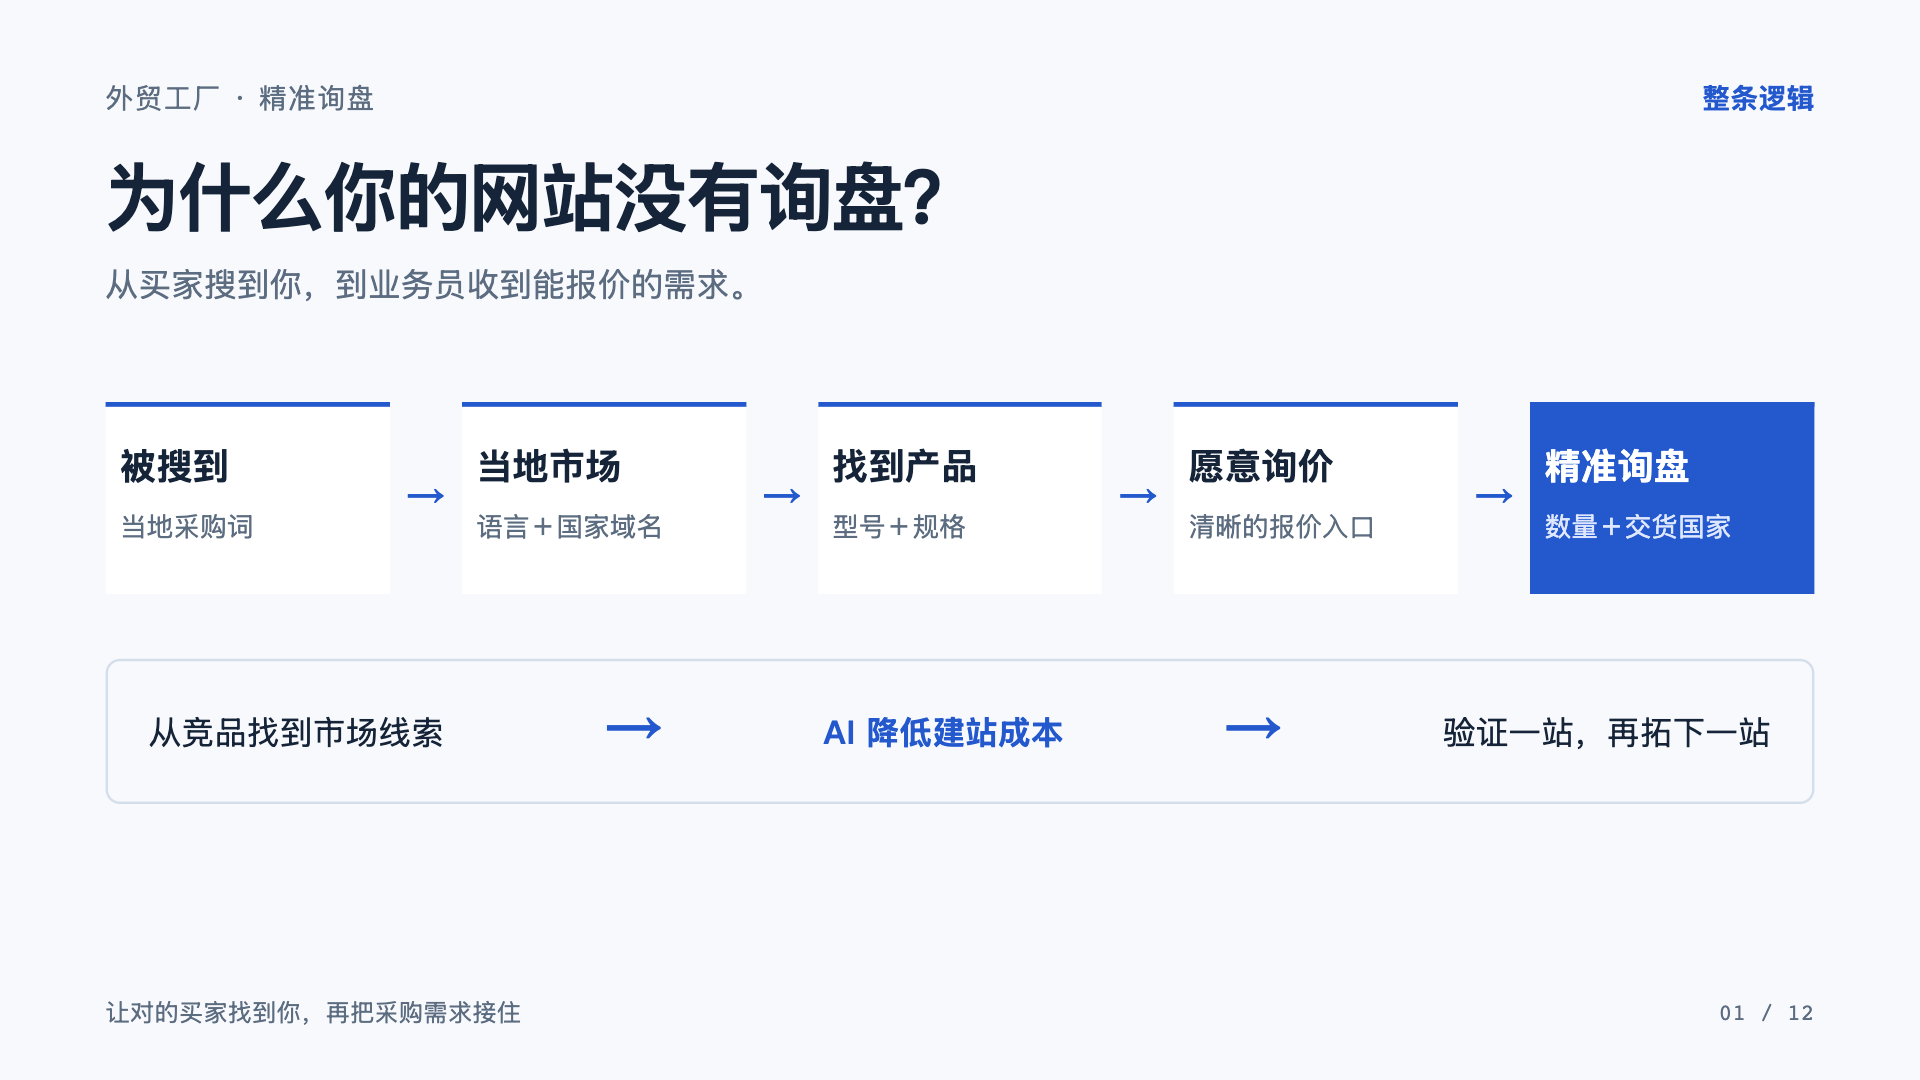 外贸工厂 · 精准询盘
整条逻辑
为什么你的网站没有询盘?
从买家搜到你，到业务员收到能报价的需求。
被搜到
当地采购词
→
当地市场
语言＋国家域名
→
找到产品
型号＋规格
→
愿意询价
清晰的报价入口
→
精准询盘
数量＋交货国家
从竞品找到市场线索 → AI 降低建站成本 → 验证一站，再拓下一站
让对的买家找到你，再把采购需求接住
01 / 12